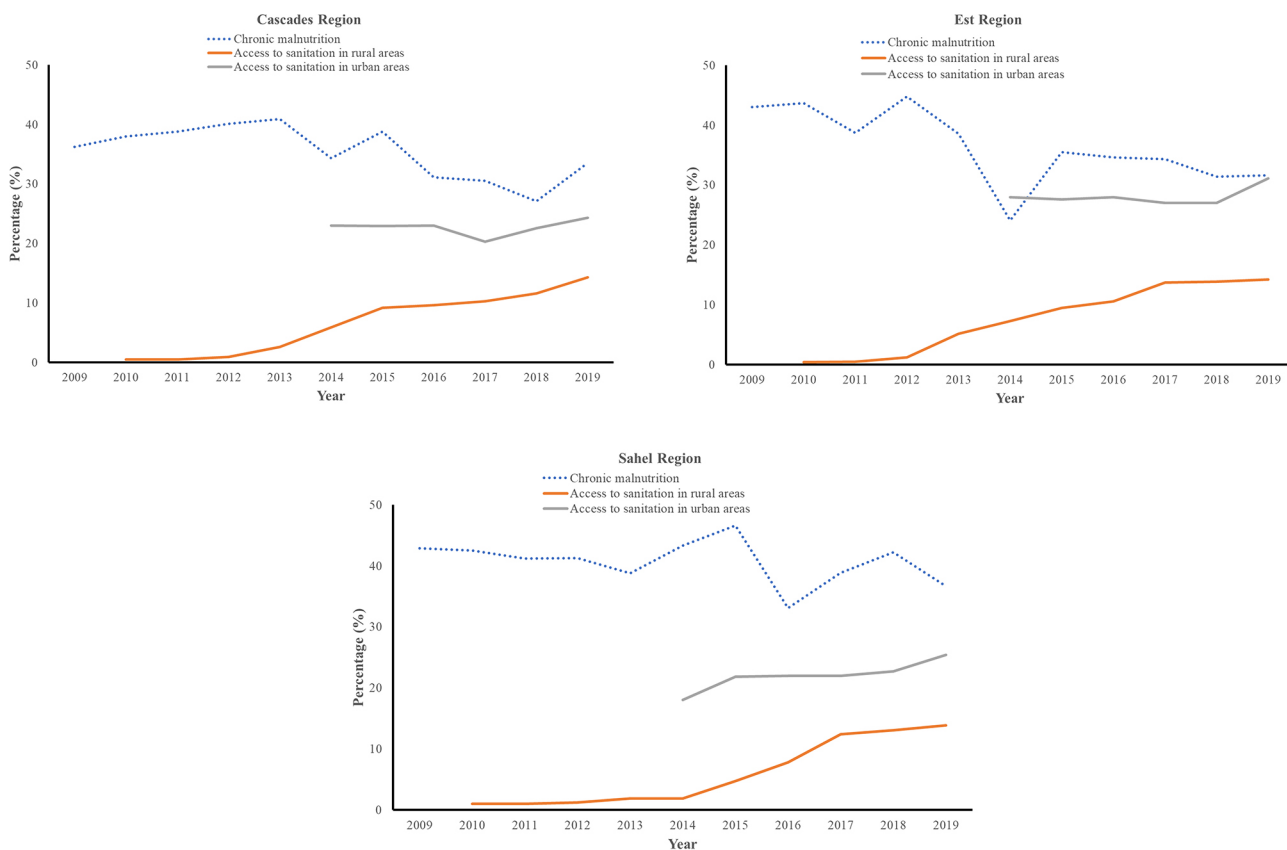 Cascades Region
Chronic malnutrition
Access to sanitation in rural areas
Access to sanitation in urban areas
50
40
30
20
10
0
Percentage (%)
2009 2010 2011 2012 2013 2014 2015 2016 2017 2018 2019
Year
Est Region
Chronic malnutrition
Access to sanitation in rural areas
Access to sanitation in urban areas
50
40
30
20
10
0
Percentage (%)
2009 2010 2011 2012 2013 2014 2015 2016 2017 2018 2019
Year
Sahel Region
Chronic malnutrition
Access to sanitation in rural areas
Access to sanitation in urban areas
50
40
30
20
10
0
Percentage (%)
2009 2010 2011 2012 2013 2014 2015 2016 2017 2018 2019
Year